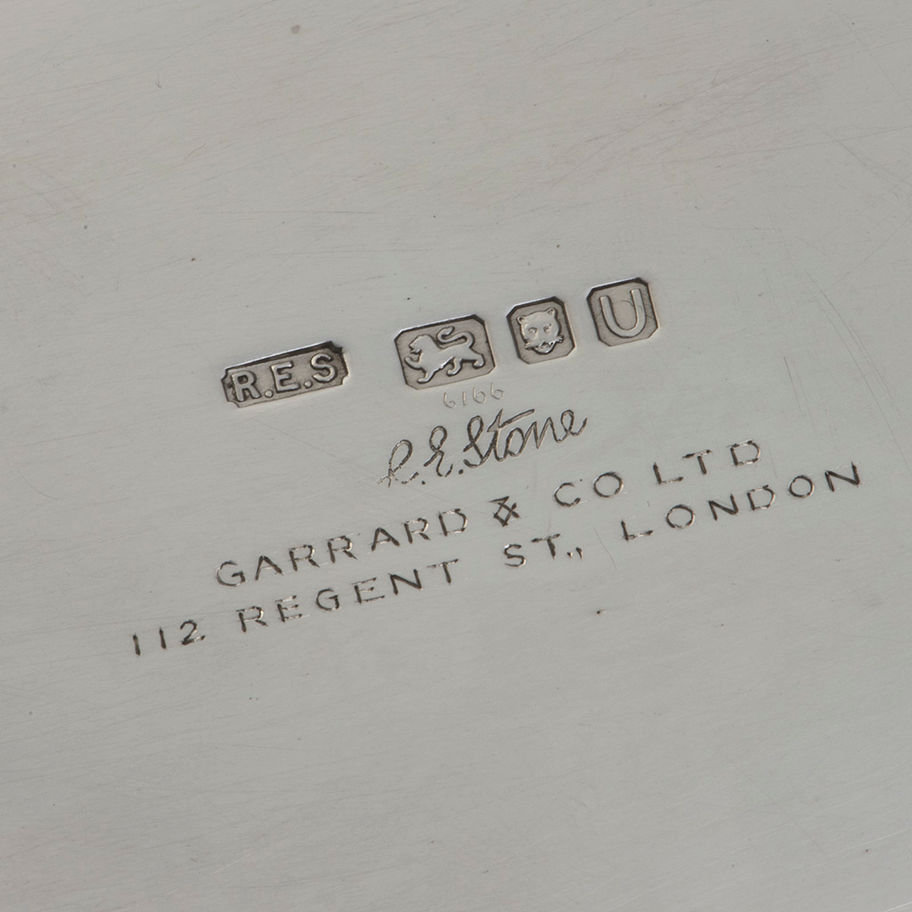 R.E.S U
6166
R.E.Stone
GARRARD & CO LTD
112 REGENT ST., LONDON